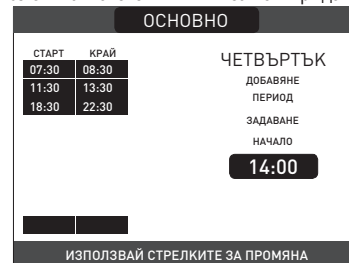 ОСНОВНО
СТАРТ КРАЙ
07:30 08:30
11:30 13:30
18:30 22:30
ЧЕТВЪРТЪК
ДОБАВЯНЕ
ПЕРИОД
ЗАДАВАНЕ
НАЧАЛО
14:00
ИЗПОЛЗВАЙ СТРЕЛКИТЕ ЗА ПРОМЯНА